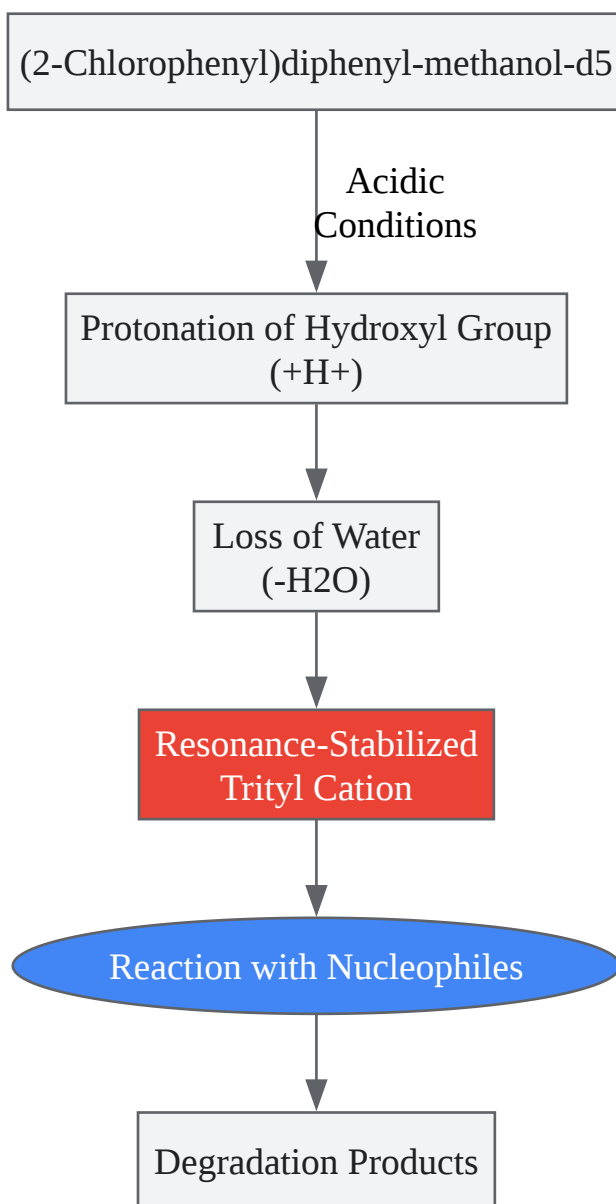 (2-Chlorophenyl)diphenyl-methanol-d5
Acidic
Conditions
Protonation of Hydroxyl Group
(+H+)
Loss of Water
(-H2O)
Resonance-Stabilized
Trityl Cation
Reaction with Nucleophiles
Degradation Products